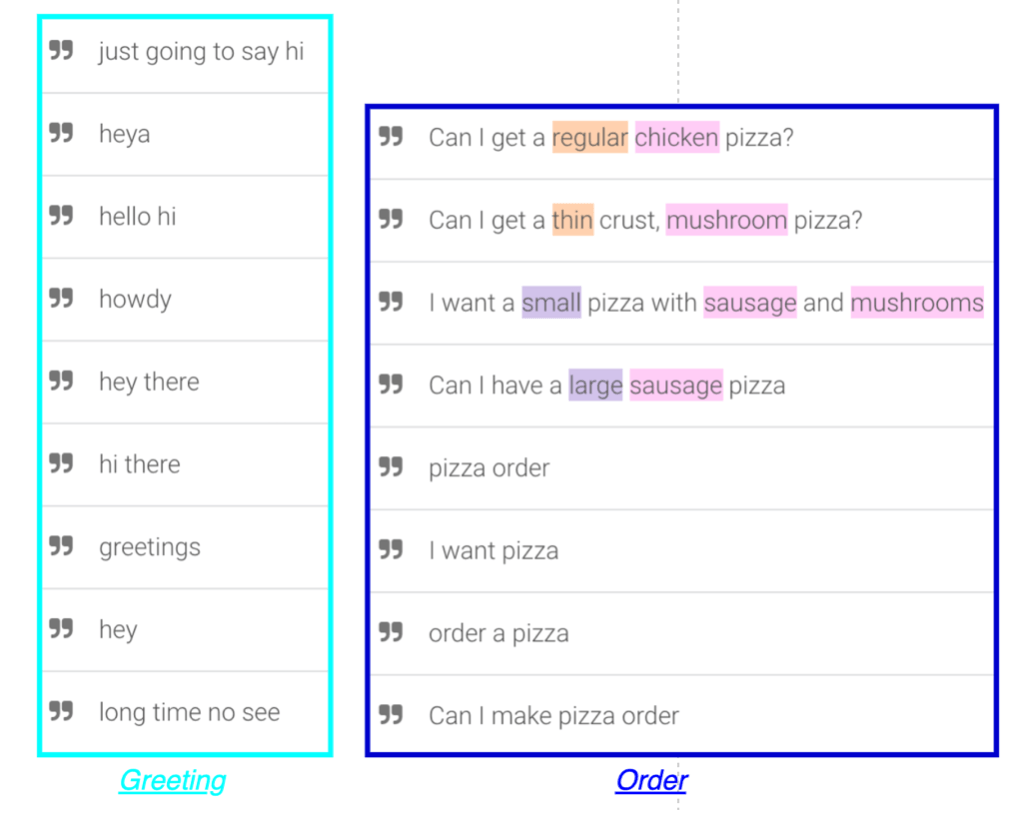 just going to say hi
heya
hello hi
howdy
hey there
hi there
greetings
hey
long time no see
Greeting
Can I get a regular chicken pizza?
Can I get a thin crust, mushroom pizza?
I want a small pizza with sausage and mushrooms
Can I have a large sausage pizza
pizza order
I want pizza
order a pizza
Can I make pizza order
Order